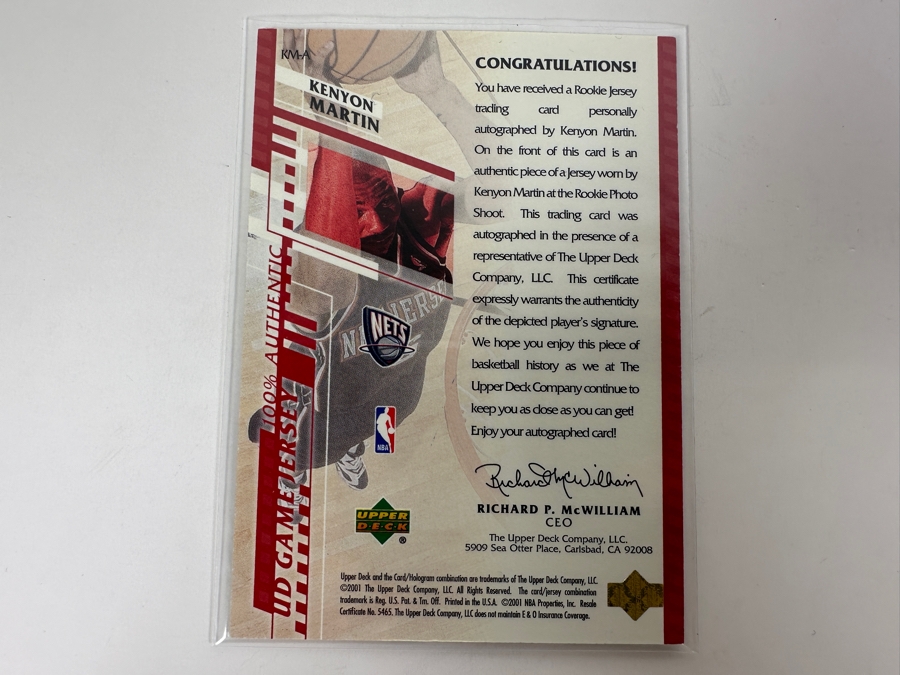 KM-A
KENYON
MARTIN
100% AUTHENTIC
UD GAME JERSEY
NEW JERSEY
NETS
NBA
UPPER
DECK
®
CONGRATULATIONS!
You have received a Rookie Jersey
trading card personally
autographed by Kenyon Martin.
On the front of this card is an
authentic piece of a Jersey worn by
Kenyon Martin at the Rookie Photo
Shoot. This trading card was
autographed in the presence of a
representative of The Upper Deck
Company, LLC. This certificate
expressly warrants the authenticity
of the depicted player's signature.
We hope you enjoy this piece of
basketball history as we at The
Upper Deck Company continue to
keep you as close as you can get!
Enjoy your autographed card!
Richard P. McWilliam
RICHARD P. McWILLIAM
CEO
The Upper Deck Company, LLC.
5909 Sea Otter Place, Carlsbad, CA 92008
Upper Deck and the Card/Hologram combination are trademarks of The Upper Deck Company, LLC.
©2001 The Upper Deck Company, LLC. All Rights Reserved. The card/jersey combination
trademark is Reg. U.S. Pat. & Tm. Off. Printed in the U.S.A. ©2001 NBA Properties, Inc. Resale
Certificate No. 5465. The Upper Deck Company, LLC does not maintain E & O Insurance Coverage.